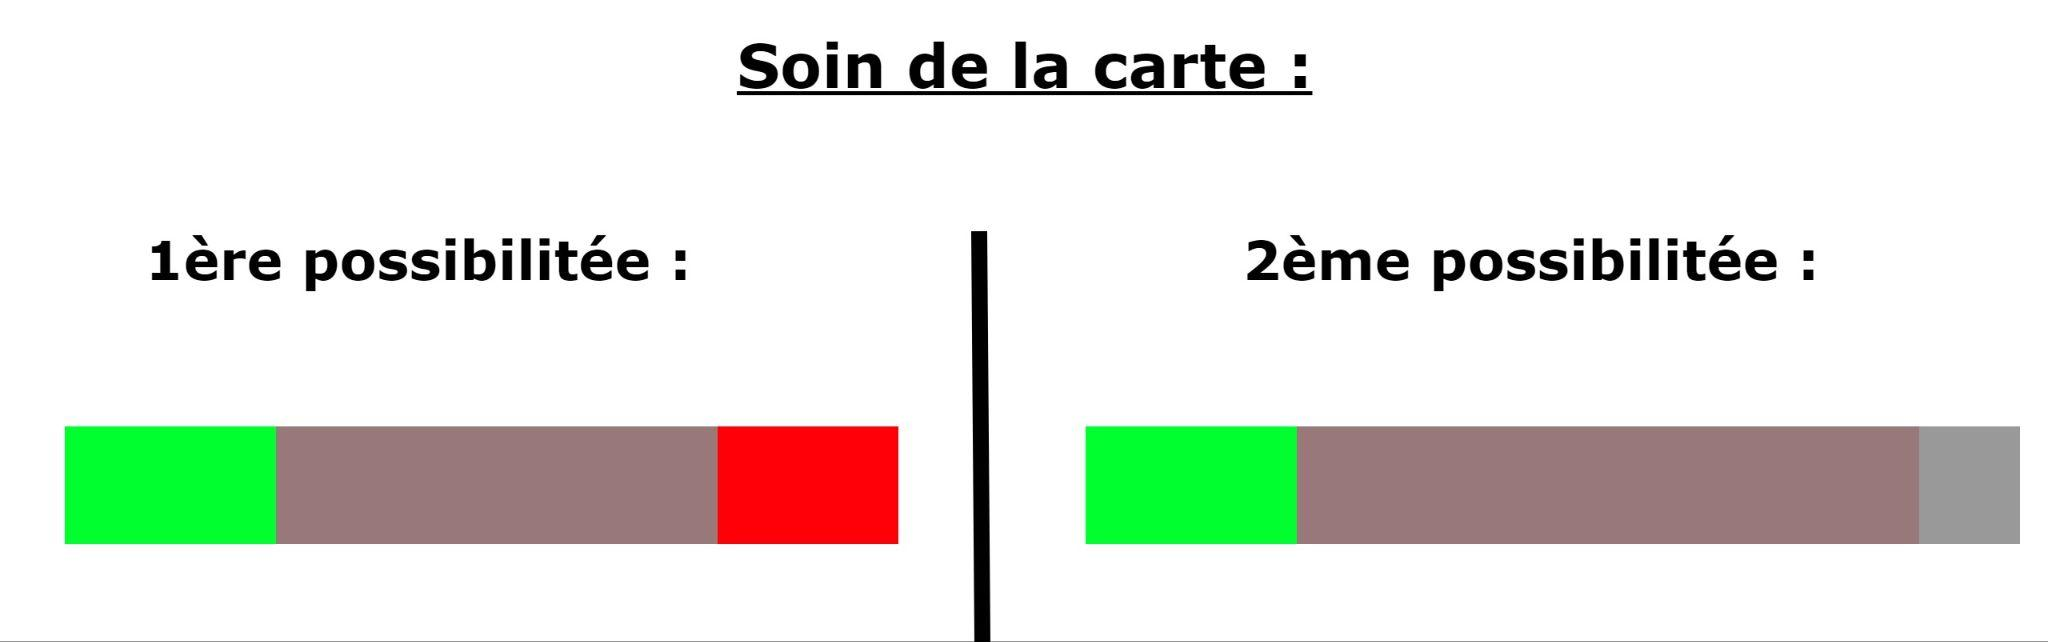 Soin de la carte :
1ère possibilitée :
2ème possibilitée :